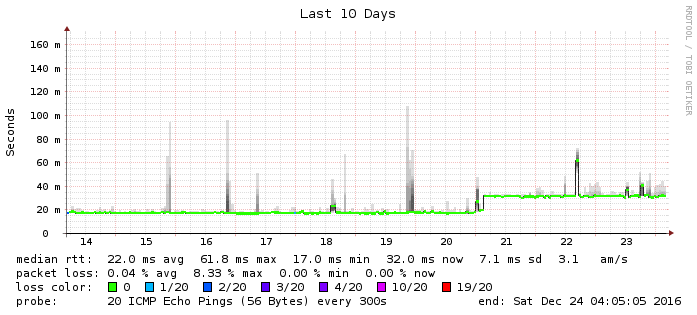 Last 10 Days
RRDTOOL / TOBI OETIKER
Seconds
160 m
140 m
120 m
100 m
80 m
60 m
40 m
20 m
0
14 15 16 17 18 19 20 21 22 23
median rtt: 22.0 ms avg 61.8 ms max 17.0 ms min 32.0 ms now 7.1 ms sd 3.1 am/s
packet loss: 0.04 % avg 8.33 % max 0.00 % min 0.00 % now
loss color: 0 1/20 2/20 3/20 4/20 10/20 19/20
probe: 20 ICMP Echo Pings (56 Bytes) every 300s end: Sat Dec 24 04:05:05 2016